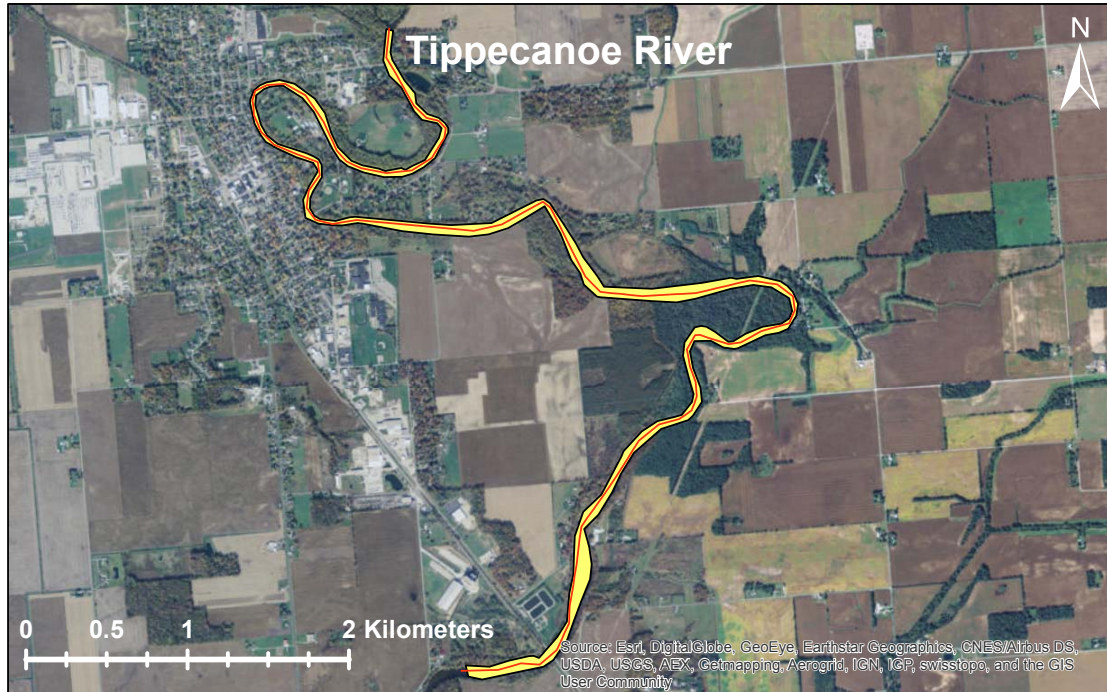 Tippecanoe River
N
0 0.5 1 2 Kilometers
Source: Esri, DigitalGlobe, GeoEye, Earthstar Geographics, CNES/Airbus DS,
USDA, USGS, AEX, Getmapping, Aerogrid, IGN, IGP, swisstopo, and the GIS
User Community